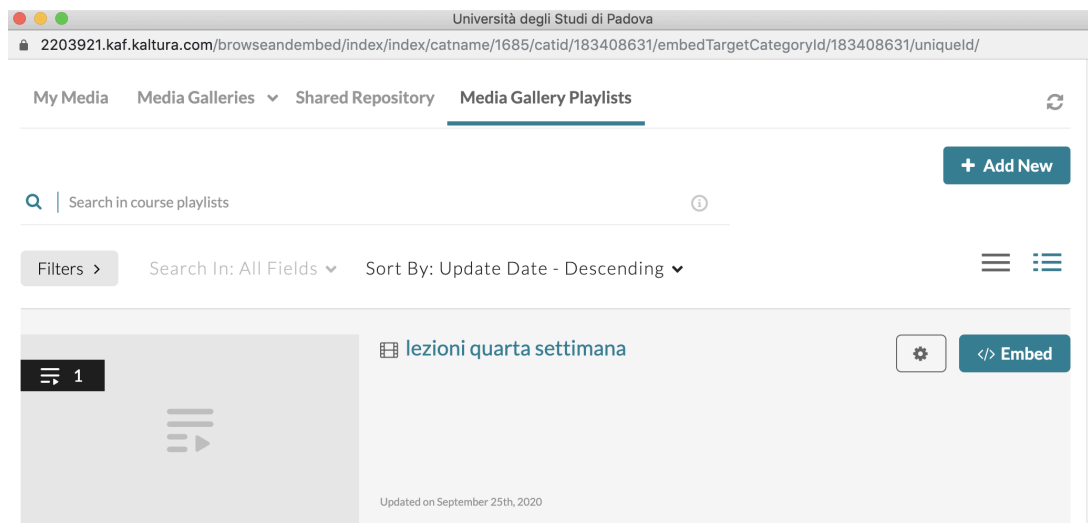 Università degli Studi di Padova
2203921.kaf.kaltura.com/browseandembed/index/index/catname/1685/catid/183408631/embedTargetCategoryId/183408631/uniqueId/
My Media Media Galleries Shared Repository Media Gallery Playlists
+ Add New
Search in course playlists
Filters > Search In: All Fields Sort By: Update Date - Descending
lezioni quarta settimana
</> Embed
1
Updated on September 25th, 2020